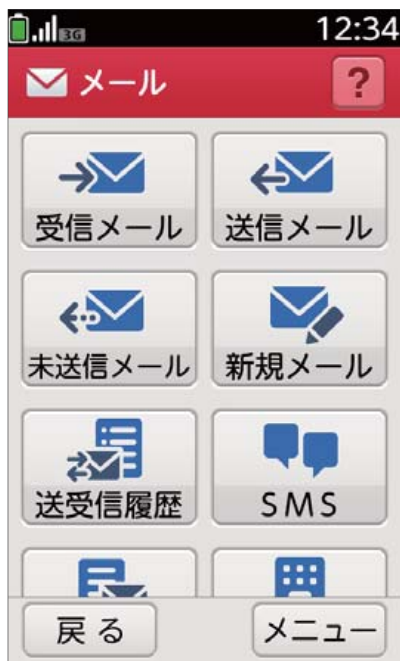 3G 12:34
メール ?
受信メール 送信メール
未送信メール 新規メール
送受信履歴 SMS
戻る メニュー